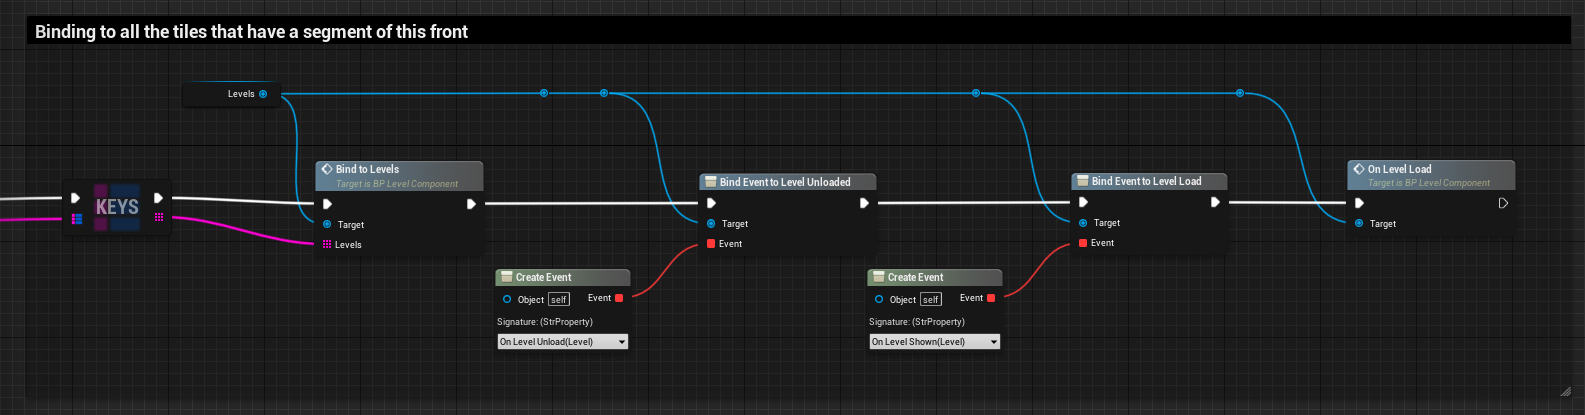 Binding to all the tiles that have a segment of this front
Levels
Bind to Levels
Target is BP Level Component
Target
Levels
KEYS
Bind Event to Level Unloaded
Target
Event
Create Event
Object self Event
Signature: (StrProperty)
On Level Unload(Level)
Bind Event to Level Load
Target
Event
Create Event
Object self Event
Signature: (StrProperty)
On Level Shown(Level)
On Level Load
Target is BP Level Component
Target